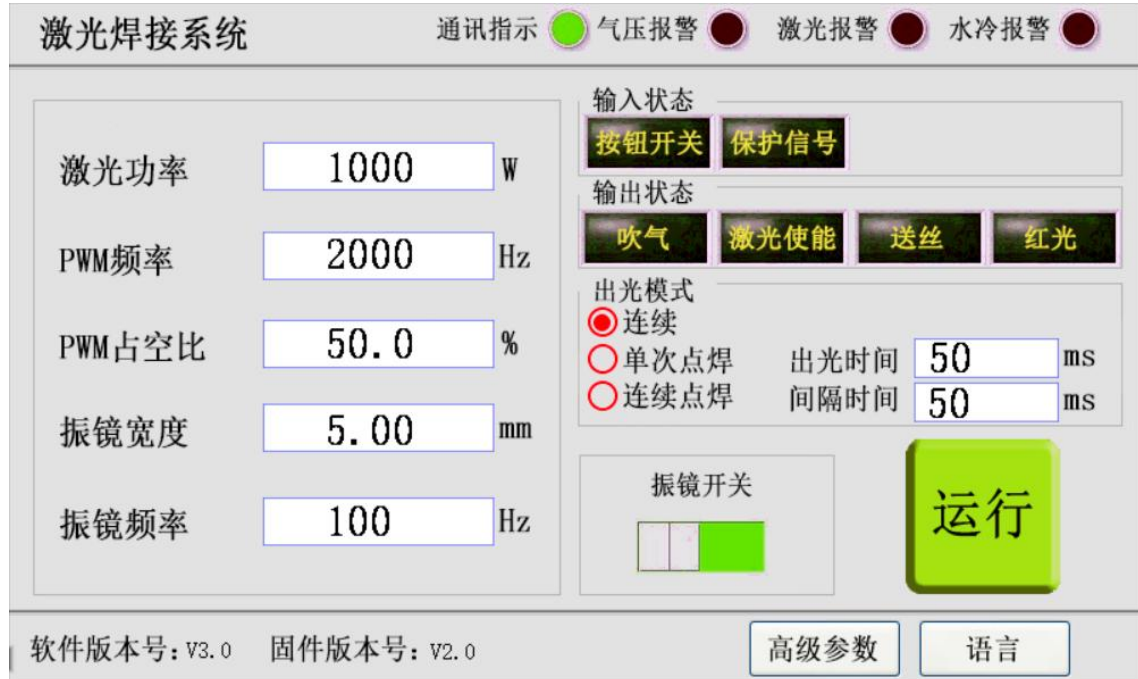 激光焊接系统 通讯指示 气压报警 激光报警 水冷报警
激光功率 1000 W
PWM频率 2000 Hz
PWM占空比 50.0 %
振镜宽度 5.00 mm
振镜频率 100 Hz
输入状态
按钮开关 保护信号
输出状态
吹气 激光使能 送丝 红光
出光模式
连续
单次点焊 出光时间 50 ms
连续点焊 间隔时间 50 ms
振镜开关
运行
软件版本号: V3.0 固件版本号: V2.0 高级参数 语言